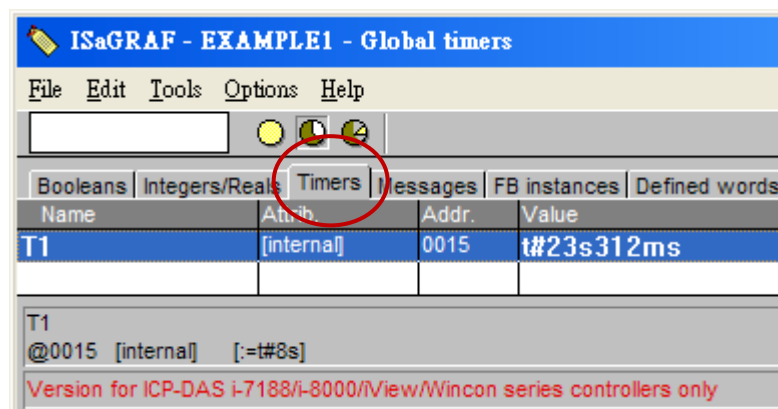 ISaGRAF - EXAMPLE1 - Global timers
File Edit Tools Options Help
Booleans Integers/Reals Timers Messages FB instances Defined words
Name Attrib. Addr. Value
T1 [internal] 0015 t#23s312ms
T1
@0015 [internal] [:=t#8s]
Version for ICP-DAS i-7188/i-8000/iView/Wincon series controllers only